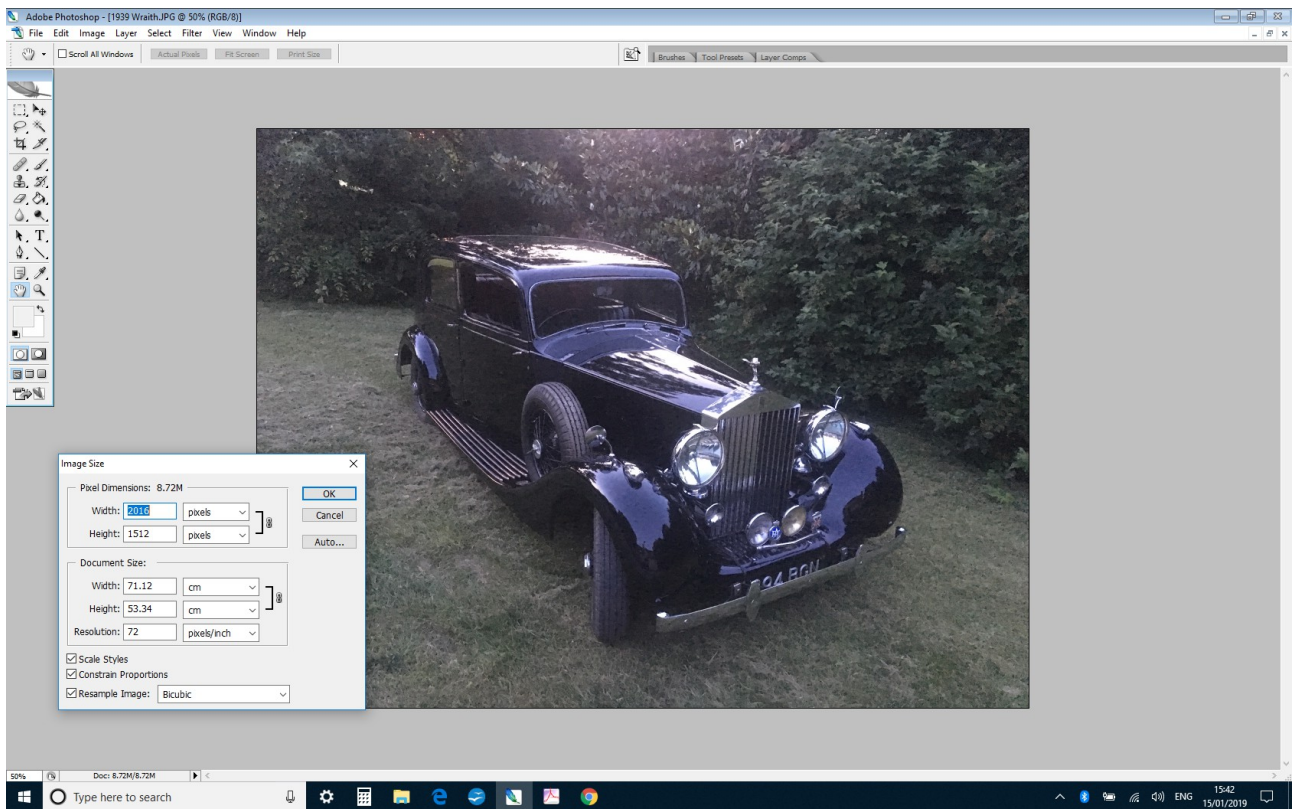 Adobe Photoshop - [1939 Wraith.JPG @ 50% (RGB/8)]
File Edit Image Layer Select Filter View Window Help
Scroll All Windows Actual Pixels Fit Screen Print Size Brushes Tool Presets Layer Comps
Image Size
Pixel Dimensions: 8.72M
Width: 2016 pixels
OK
Height: 1512 pixels
Cancel
Auto...
Document Size:
Width: 71.12 cm
Height: 53.34 cm
Resolution: 72 pixels/inch
Scale Styles
Constrain Proportions
Resample Image: Bicubic
50% Doc: 8.72M/8.72M
Type here to search
ENG
15:42
15/01/2019